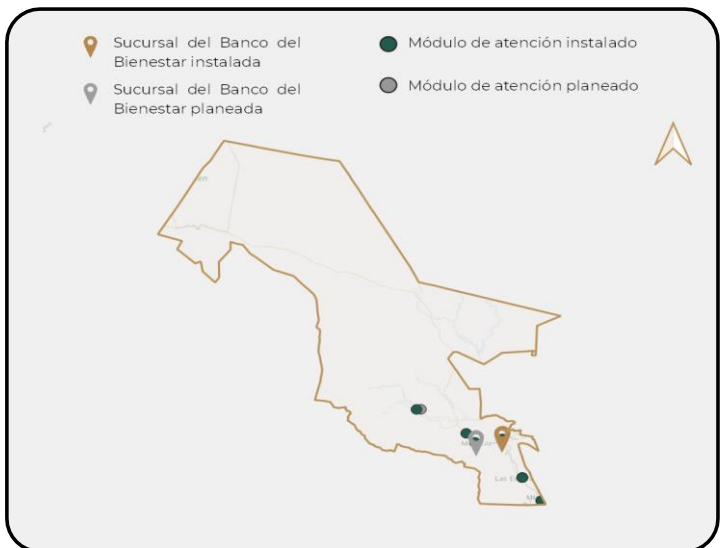 Sucursal del Banco del
Bienestar instalada
Sucursal del Banco del
Bienestar planeada
Módulo de atención instalado
Módulo de atención planeado
Las